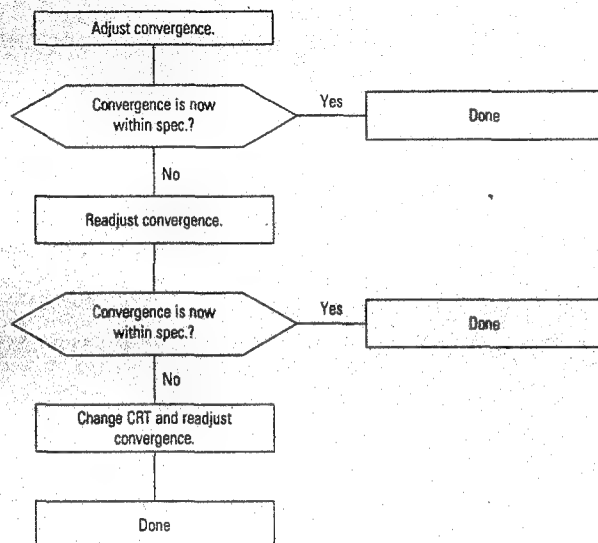 Adjust convergence.
Convergence is now
within spec.?
Yes
Done
No
Readjust convergence.
Convergence is now
within spec.?
Yes
Done
No
Change CRT and readjust
convergence.
Done